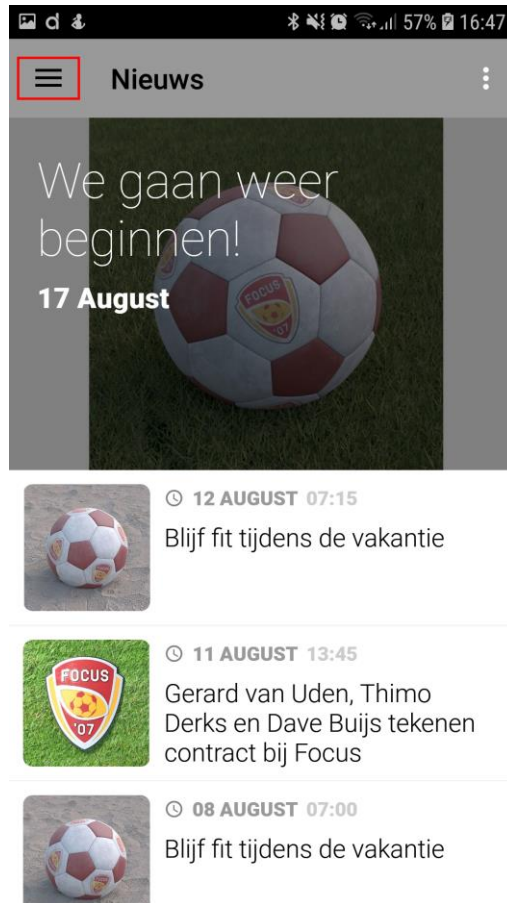 57% 16:47
Nieuws
We gaan weer
beginnen!
17 August
FOCUS
'07
12 AUGUST 07:15
Blijf fit tijdens de vakantie
11 AUGUST 13:45
FOCUS
'07
Gerard van Uden, Thimo
Derks en Dave Buijs tekenen
contract bij Focus
08 AUGUST 07:00
Blijf fit tijdens de vakantie